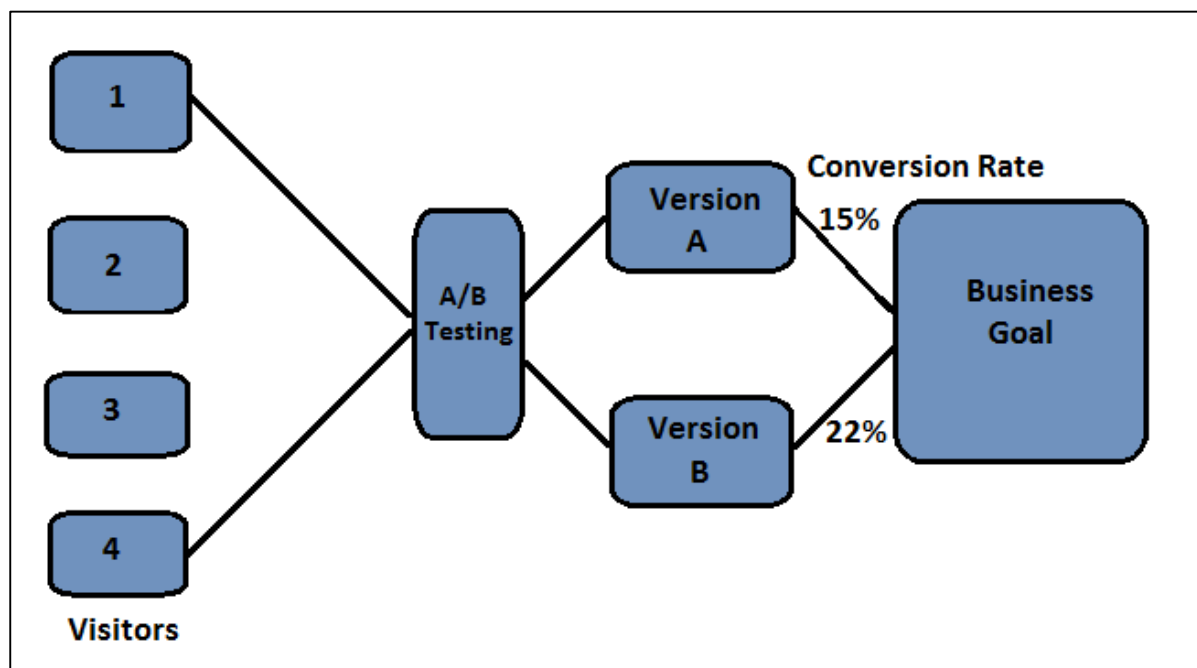 1
2
3
4
Visitors
A/B
Testing
Version
A
Version
B
Conversion Rate
15%
22%
Business
Goal